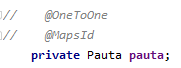 //    @OneToOne
//    @MapsId
private Pauta pauta;